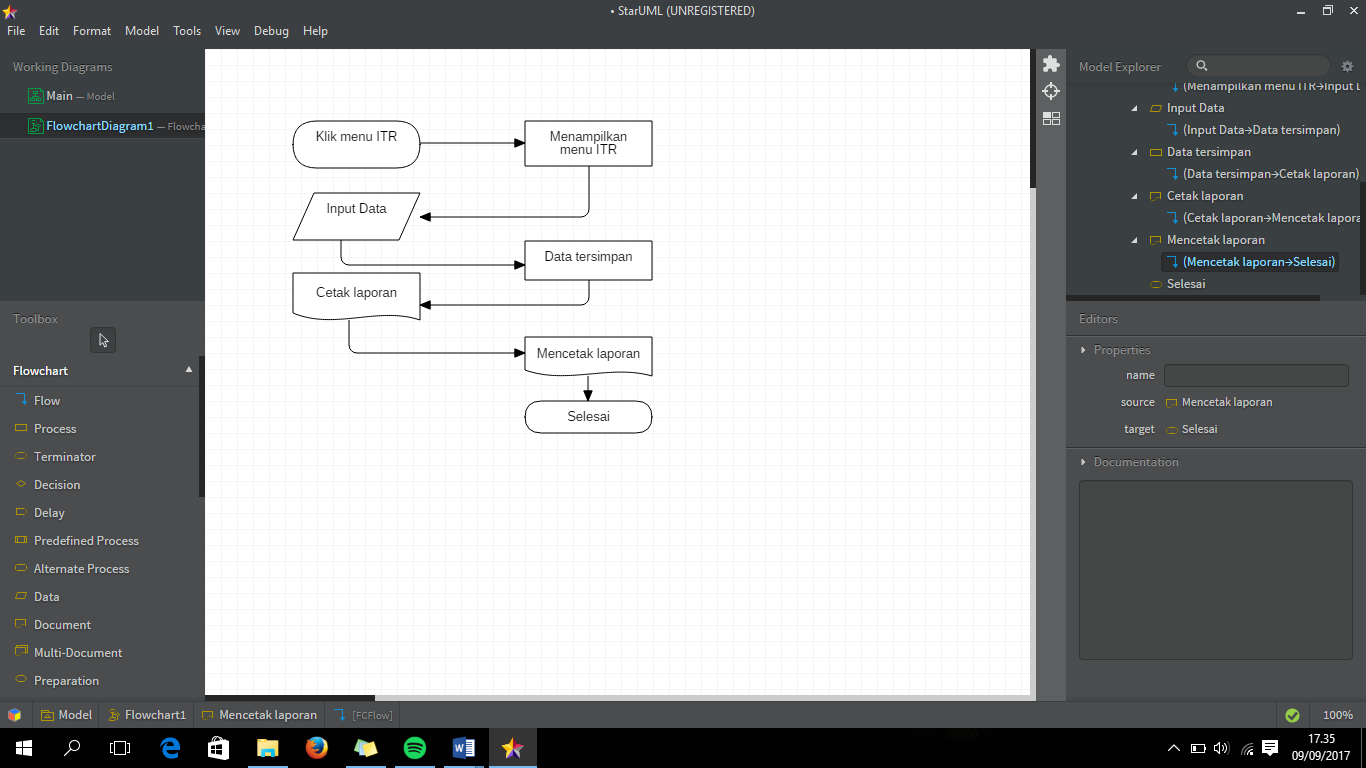 • StarUML (UNREGISTERED)
File Edit Format Model Tools View Debug Help
Working Diagrams
Main — Model
FlowchartDiagram1 — Flowcha
Toolbox
Flowchart
Flow
Process
Terminator
Decision
Delay
Predefined Process
Alternate Process
Data
Document
Multi-Document
Preparation
Klik menu ITR
Menampilkan
menu ITR
Input Data
Data tersimpan
Cetak laporan
Mencetak laporan
Selesai
Model Explorer
(Menampilkan menu ITR→Input D
Input Data
(Input Data→Data tersimpan)
Data tersimpan
(Data tersimpan→Cetak laporan)
Cetak laporan
(Cetak laporan→Mencetak lapora
Mencetak laporan
(Mencetak laporan→Selesai)
Selesai
Editors
Properties
name
source Mencetak laporan
target Selesai
Documentation
Model Flowchart1 Mencetak laporan [FCFlow]
100%
17.35
09/09/2017